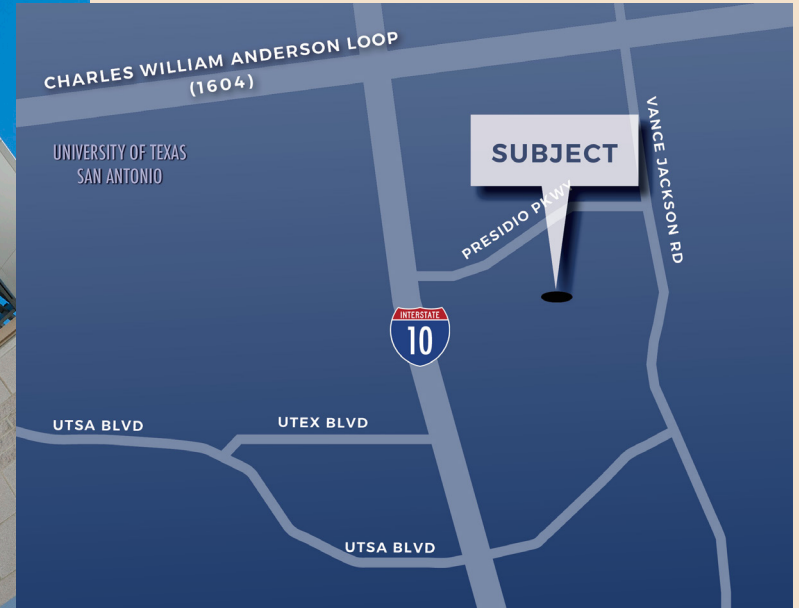 CHARLES WILLIAM ANDERSON LOOP
(1604)
UNIVERSITY OF TEXAS
SAN ANTONIO
VANCE JACKSON RD
SUBJECT
PRESIDIO PKWY
INTERSTATE
10
UTSA BLVD
UTEX BLVD
UTSA BLVD